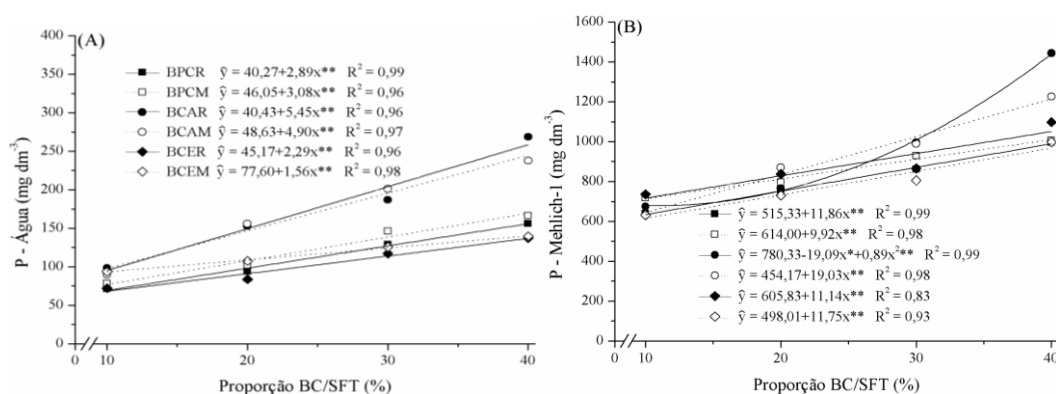 (A)
P - Água (mg dm⁻³)
400
350
300
250
200
150
100
50
0
BPCR ŷ = 40,27+2,89x** R² = 0,99
BPCM ŷ = 46,05+3,08x** R² = 0,96
BCAR ŷ = 40,43+5,45x** R² = 0,96
BCAM ŷ = 48,63+4,90x** R² = 0,97
BCER ŷ = 45,17+2,29x** R² = 0,96
BCEM ŷ = 77,60+1,56x** R² = 0,98
10 20 30 40
Proporção BC/SFT (%)
B)
P - Mehlich-1 (mg dm⁻³)
1600
1400
1200
1000
800
600
400
200
0
ŷ = 515,33+11,86x** R² = 0,99
ŷ = 614,00+9,92x** R² = 0,98
ŷ = 780,33-19,09x*+0,89x²** R² = 0,99
ŷ = 454,17+19,03x** R² = 0,98
ŷ = 605,83+11,14x** R² = 0,83
ŷ = 498,01+11,75x** R² = 0,93
10 20 30 40
Proporção BC/SFT (%)